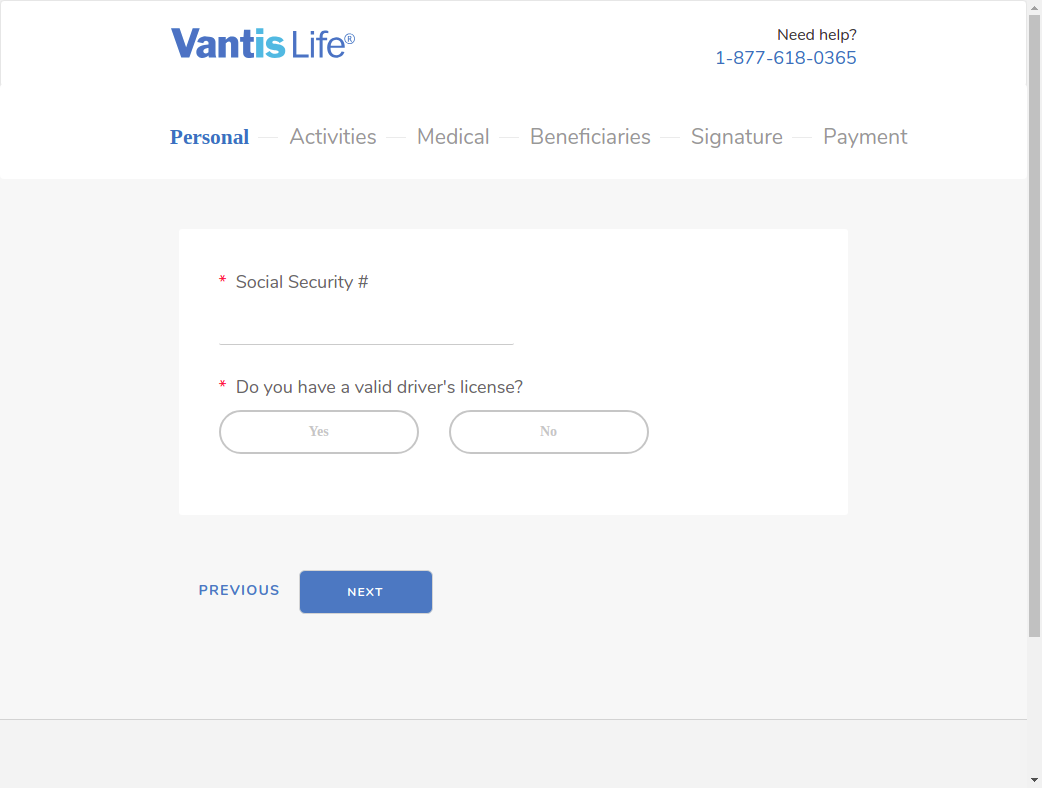 Vantis Life®
Need help?
1-877-618-0365
Personal Activities Medical Beneficiaries Signature Payment
* Social Security #
* Do you have a valid driver's license?
Yes No
PREVIOUS NEXT